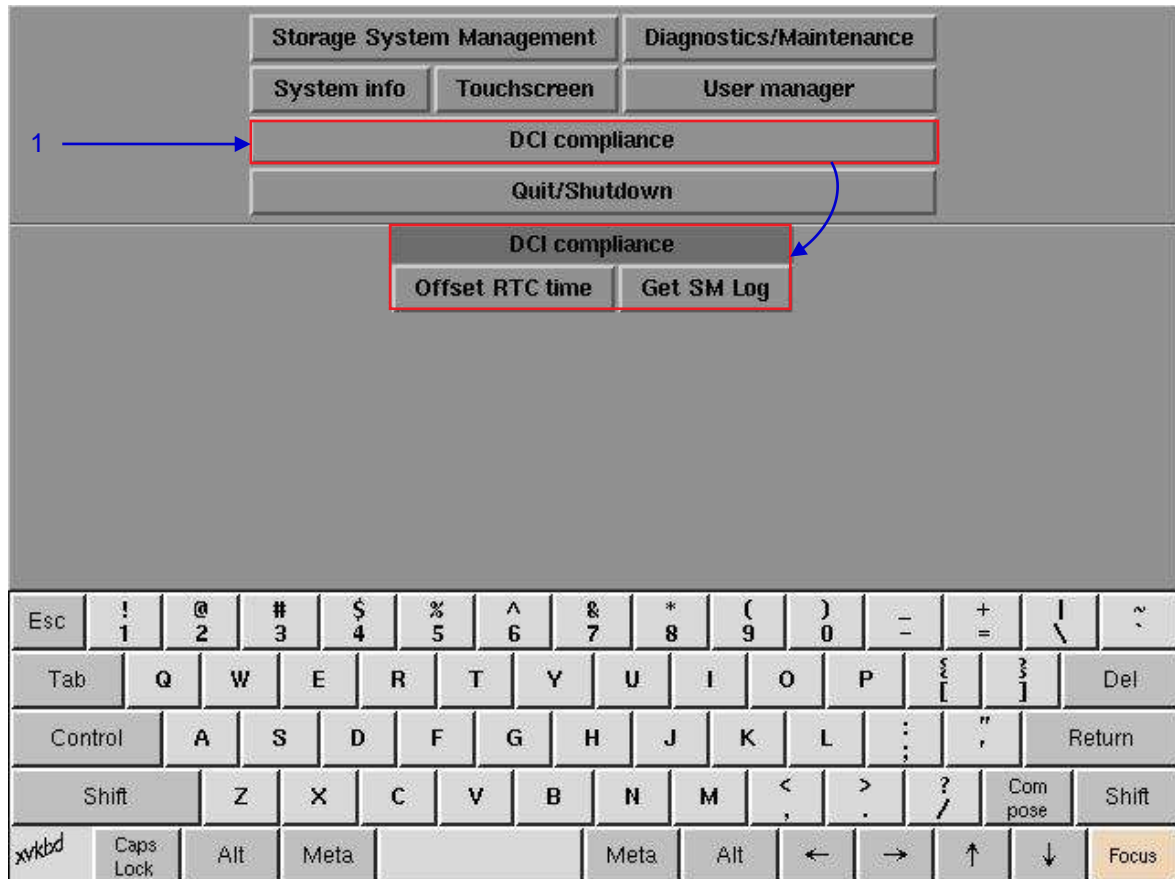 Storage System Management Diagnostics/Maintenance
System info Touchscreen User manager
1 DCI compliance
Quit/Shutdown
DCI compliance
Offset RTC time Get SM Log
Esc ! 1 @ 2 # 3 $ 4 % 5 ^ 6 & 7 * 8 ( 9 ) 0 _ - + = | \ ~ `
Tab Q W E R T Y U I O P { [ } ] Del
Control A S D F G H J K L : ; " ' Return
Shift Z X C V B N M < , > . ? / Com pose Shift
xvkbd Caps Lock Alt Meta Meta Alt ← → ↑ ↓ Focus